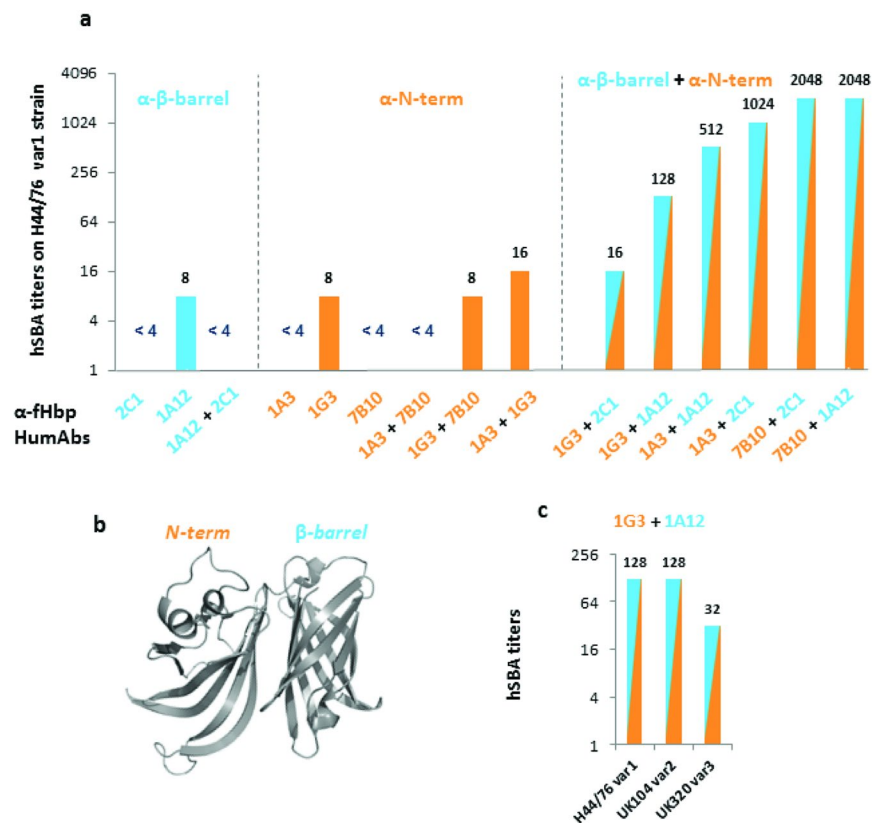 a
hSBA titers on H44/76 var1 strain
4096
1024
256
64
16
4
1
α-β-barrel
α-N-term
α-β-barrel + α-N-term
< 4
8
< 4
< 4
8
< 4
< 4
8
16
16
128
512
1024
2048
2048
α-fHbp
HumAbs
2C1
1A12
1A12 + 2C1
1A3
1G3
7B10
1A3 + 7B10
1G3 + 7B10
1A3 + 1G3
1G3 + 2C1
1G3 + 1A12
1A3 + 1A12
1A3 + 2C1
7B10 + 2C1
7B10 + 1A12
b
N-term
β-barrel
c
1G3 + 1A12
hSBA titers
256
64
16
4
1
128
128
32
H44/76 var1
UK104 var2
UK320 var3